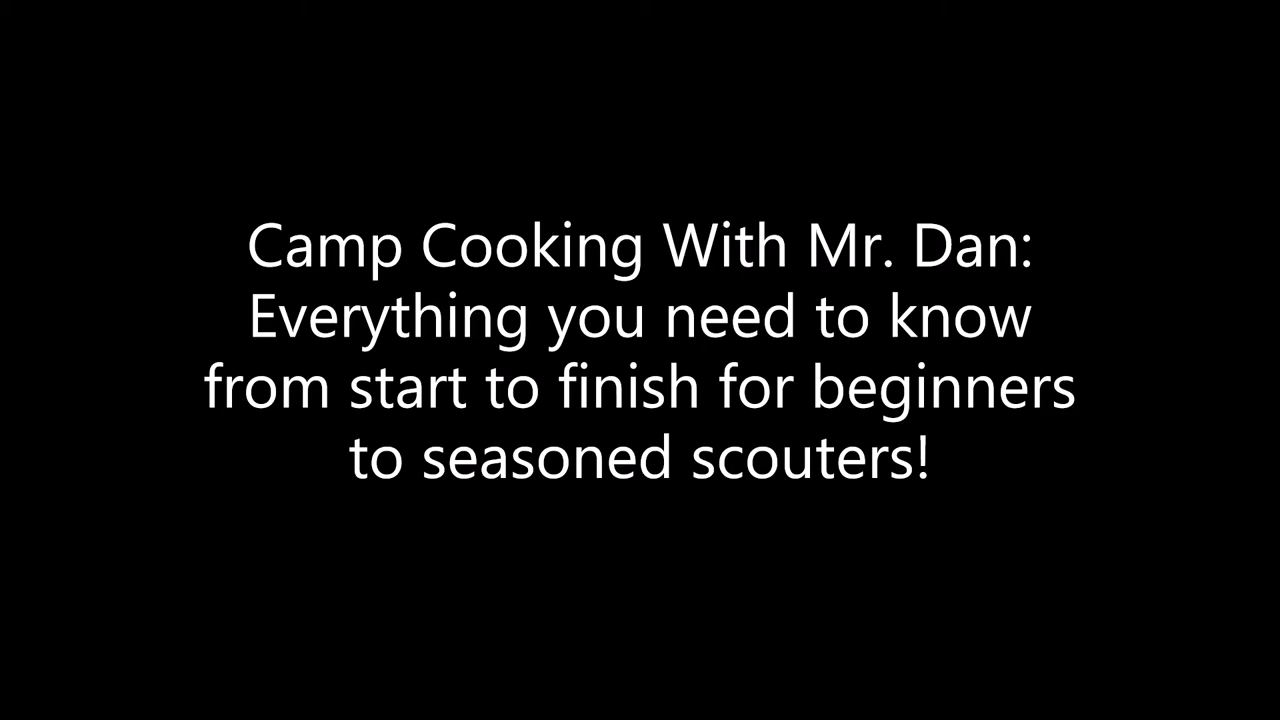 Camp Cooking With Mr. Dan:
Everything you need to know
from start to finish for beginners
to seasoned scouters!